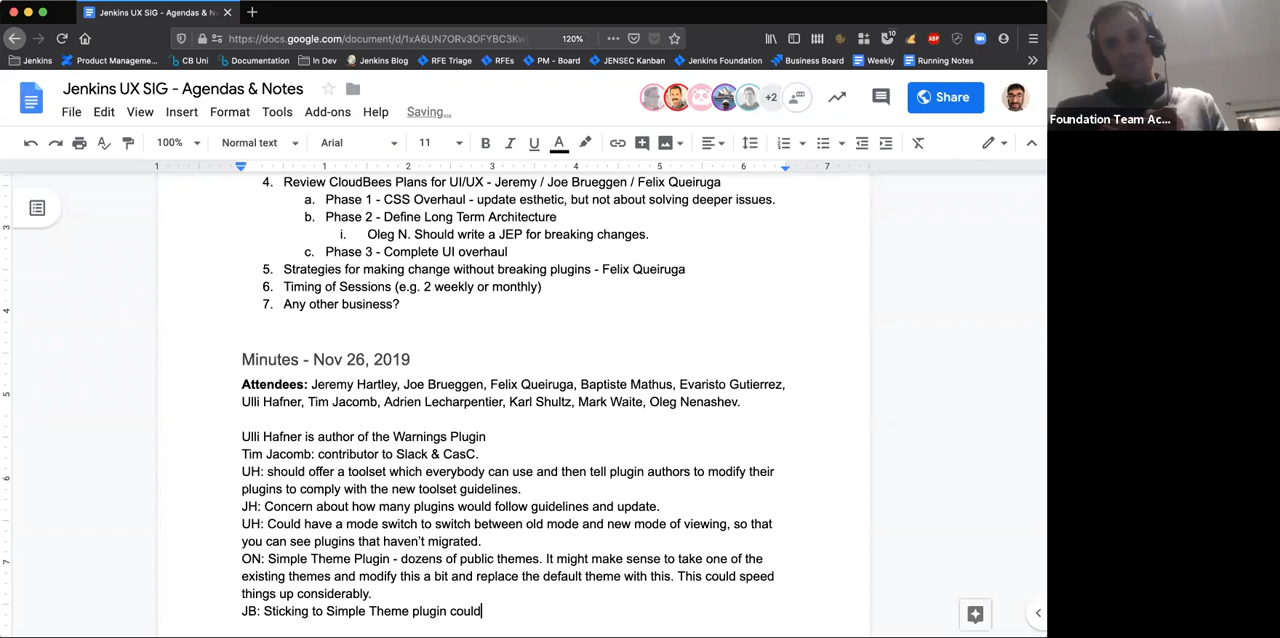 Jenkins UX SIG - Agendas & N
https://docs.google.com/document/d/1xA6UN7ORv3OFYBC3Kw
120%
Jenkins
Product Maname...
CB Uni
Documentation
In Dev
Jenkins Blog
RFE Triage
RFEs
PM - Board
JENSEC Kanban
Jenkins Foundation
Business Board
Weekly
Running Notes
Jenkins UX SIG - Agendas & Notes
File Edit View Insert Format Tools Add-ons Help Saving...
+2
Share
100% Normal text Arial 11
1 1 2 3 4 5 6 7
4. Review CloudBees Plans for UI/UX - Jeremy / Joe Brueggen / Felix Queiruga
a. Phase 1 - CSS Overhaul - update esthetic, but not about solving deeper issues.
b. Phase 2 - Define Long Term Architecture
i. Oleg N. Should write a JEP for breaking changes.
c. Phase 3 - Complete UI overhaul
5. Strategies for making change without breaking plugins - Felix Queiruga
6. Timing of Sessions (e.g. 2 weekly or monthly)
7. Any other business?
Minutes - Nov 26, 2019
Attendees: Jeremy Hartley, Joe Brueggen, Felix Queiruga, Baptiste Mathus, Evaristo Gutierrez,
Ulli Hafner, Tim Jacomb, Adrien Lecharpentier, Karl Shultz, Mark Waite, Oleg Nenashev.
Ulli Hafner is author of the Warnings Plugin
Tim Jacomb: contributor to Slack & CasC.
UH: should offer a toolset which everybody can use and then tell plugin authors to modify their
plugins to comply with the new toolset guidelines.
JH: Concern about how many plugins would follow guidelines and update.
UH: Could have a mode switch to switch between old mode and new mode of viewing, so that
you can see plugins that haven't migrated.
ON: Simple Theme Plugin - dozens of public themes. It might make sense to take one of the
existing themes and modify this a bit and replace the default theme with this. This could speed
things up considerably.
JB: Sticking to Simple Theme plugin could
Foundation Team Ac...